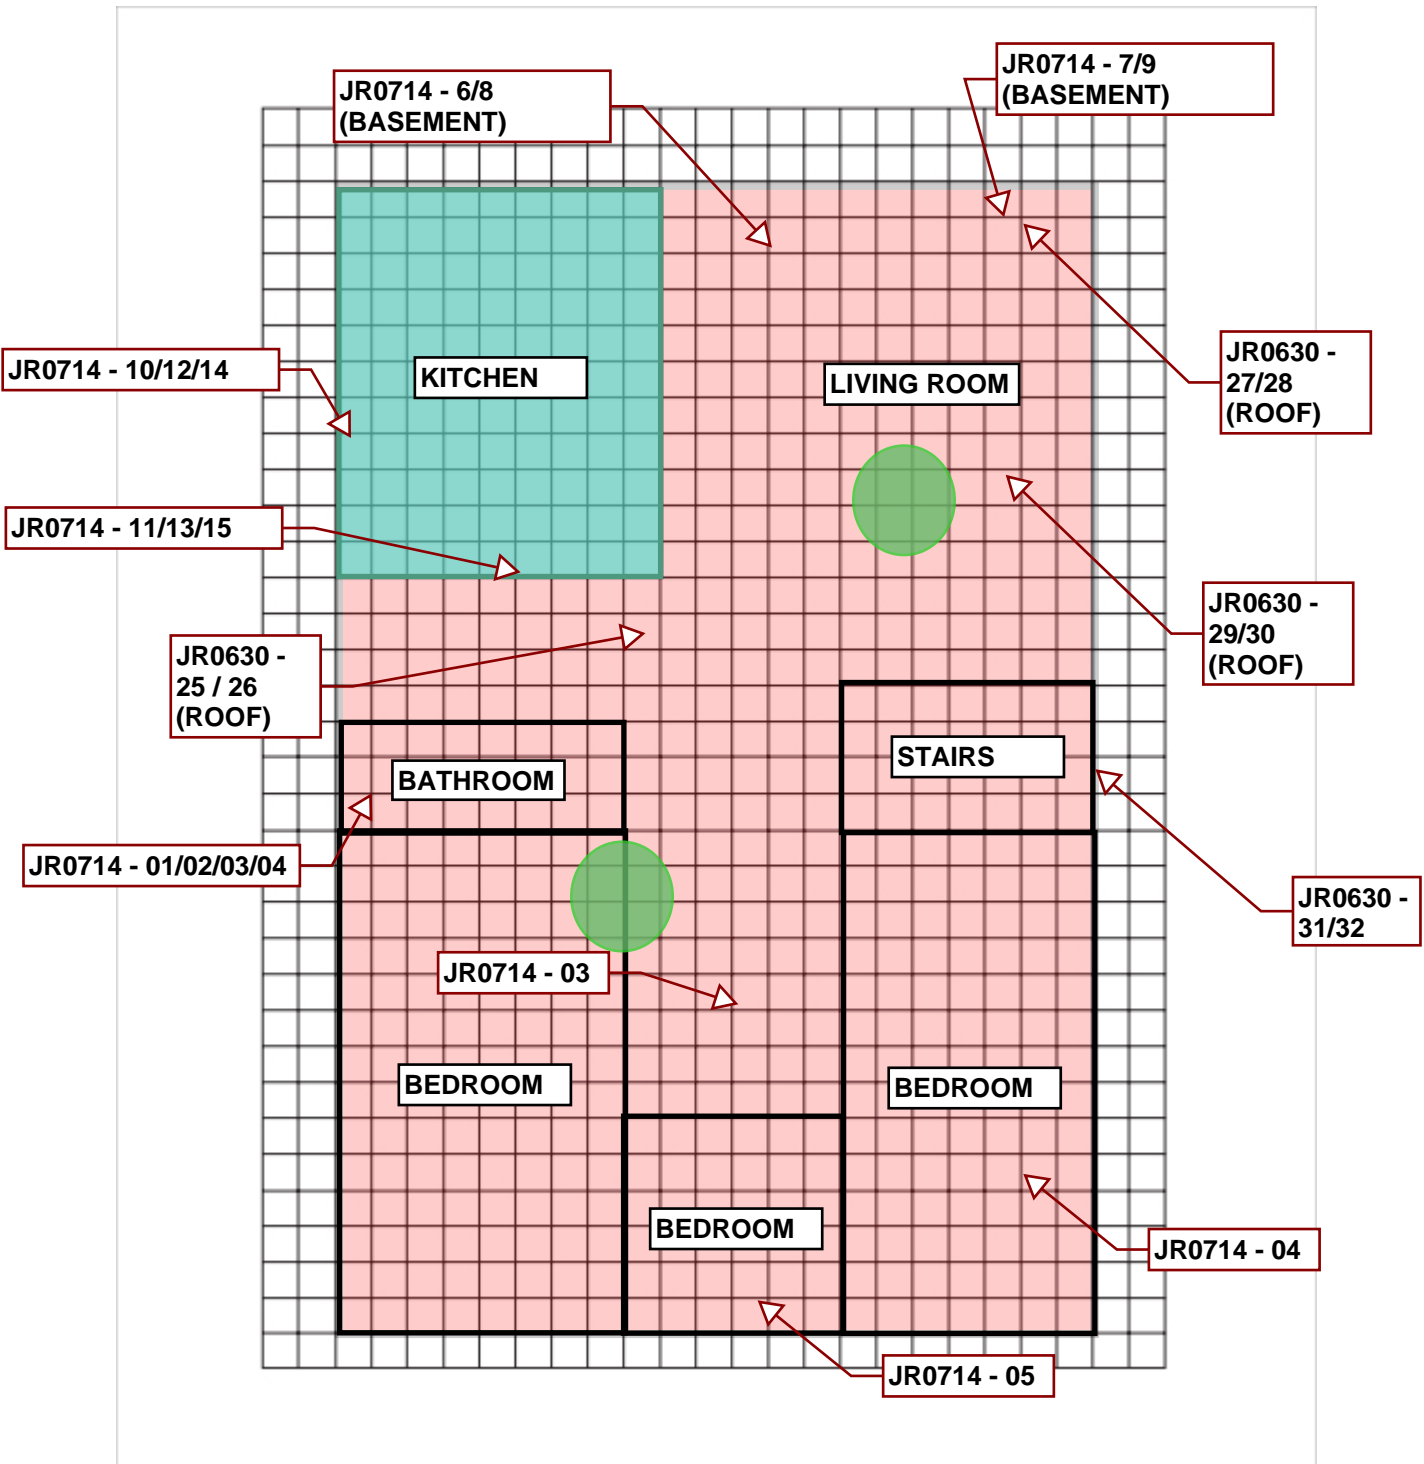 JR0714 - 7/9
(BASEMENT)
JR0714 - 6/8
(BASEMENT)
JR0714 - 10/12/14
KITCHEN
LIVING ROOM
JR0630 -
27/28
(ROOF)
JR0714 - 11/13/15
JR0630 -
29/30
(ROOF)
JR0630 -
25 / 26
(ROOF)
STAIRS
BATHROOM
JR0714 - 01/02/03/04
JR0630 -
31/32
JR0714 - 03
BEDROOM
BEDROOM
BEDROOM
JR0714 - 04
JR0714 - 05